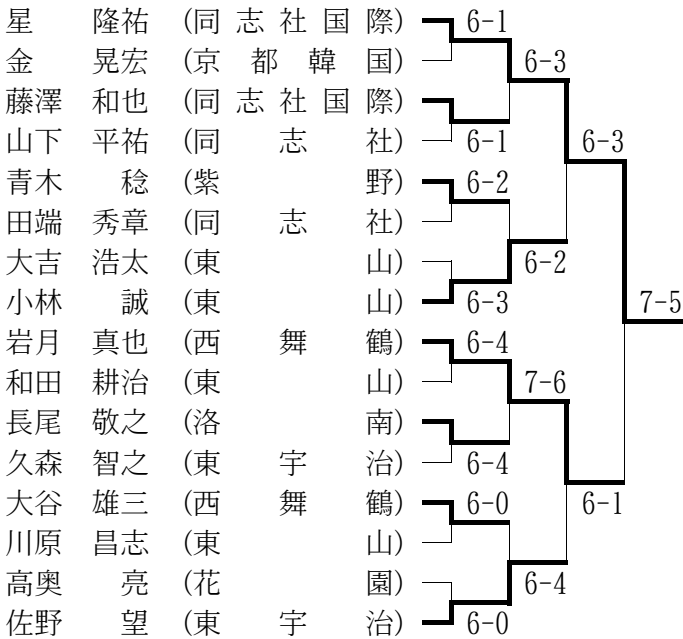 星 隆祐 (同志社国際) 6-1
金 晃宏 (京都韓国) 6-3
藤澤 和也 (同志社国際)
山下 平祐 (同志社) 6-1 6-3
青木 稔 (紫野) 6-2
田端 秀章 (同志社)
大吉 浩太 (東山) 6-2
小林 誠 (東山) 6-3 7-5
岩月 真也 (西舞鶴) 6-4
和田 耕治 (東山) 7-6
長尾 敬之 (洛南)
久森 智之 (東宇治) 6-4
大谷 雄三 (西舞鶴) 6-0 6-1
川原 昌志 (東山)
高奥 亮 (花園) 6-4
佐野 望 (東宇治) 6-0